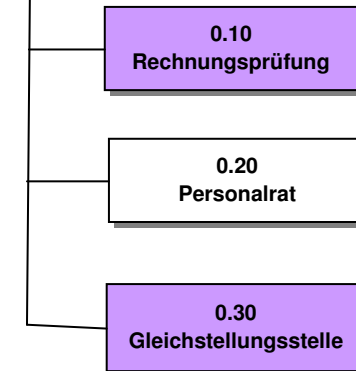 0.10
Rechnungsprüfung
0.20
Personalrat
0.30
Gleichstellungsstelle